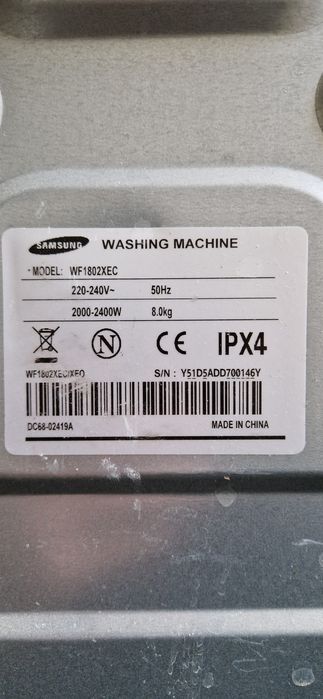 SAMSUNG WASHING MACHINE
MODEL: WF1802XEC
220-240V~ 50Hz
2000-2400W 8.0kg
N CE IPX4
WF1802XEC/XEO
S/N : Y51D5ADD700146Y
DC68-02419A MADE IN CHINA